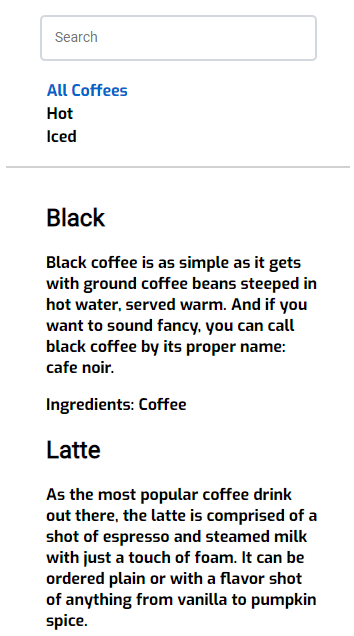 Search
All Coffees
Hot
Iced
Black
Black coffee is as simple as it gets
with ground coffee beans steeped in
hot water, served warm. And if you
want to sound fancy, you can call
black coffee by its proper name:
cafe noir.
Ingredients: Coffee
Latte
As the most popular coffee drink
out there, the latte is comprised of a
shot of espresso and steamed milk
with just a touch of foam. It can be
ordered plain or with a flavor shot
of anything from vanilla to pumpkin
spice.